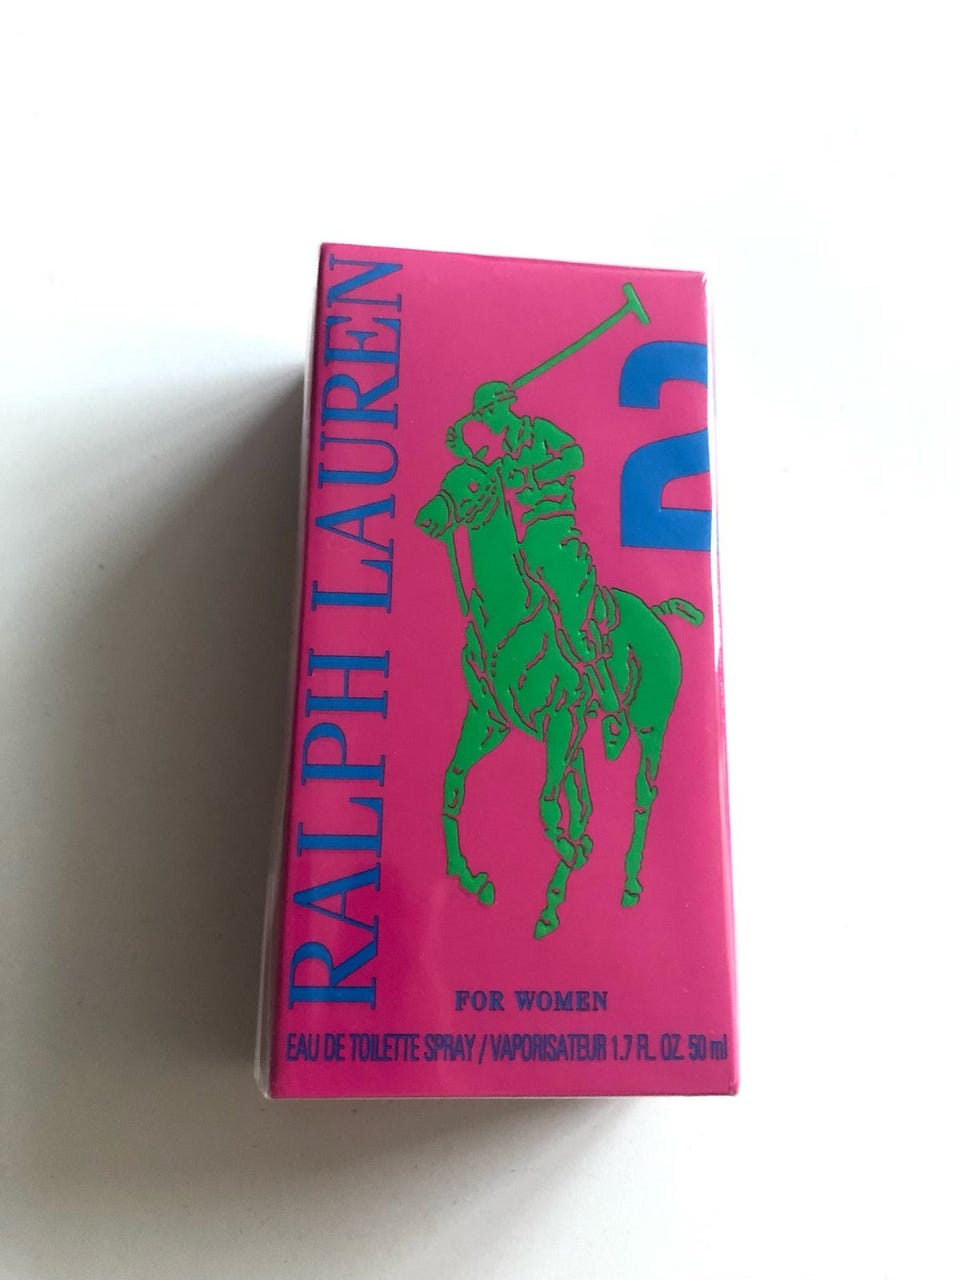 RALPH LAUREN
2
FOR WOMEN
EAU DE TOILETTE SPRAY / VAPORISATEUR 1.7 FL. OZ. 50 ml